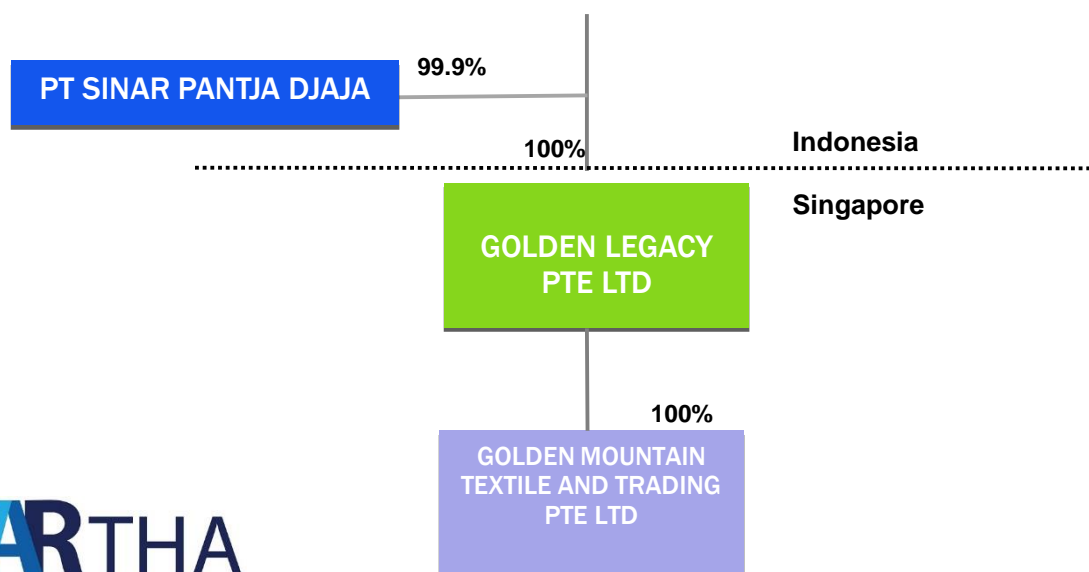 99.9%
PT SINAR PANTJA DJAJA
100%
Indonesia
Singapore
GOLDEN LEGACY
PTE LTD
100%
GOLDEN MOUNTAIN
TEXTILE AND TRADING
PTE LTD
ARTHA